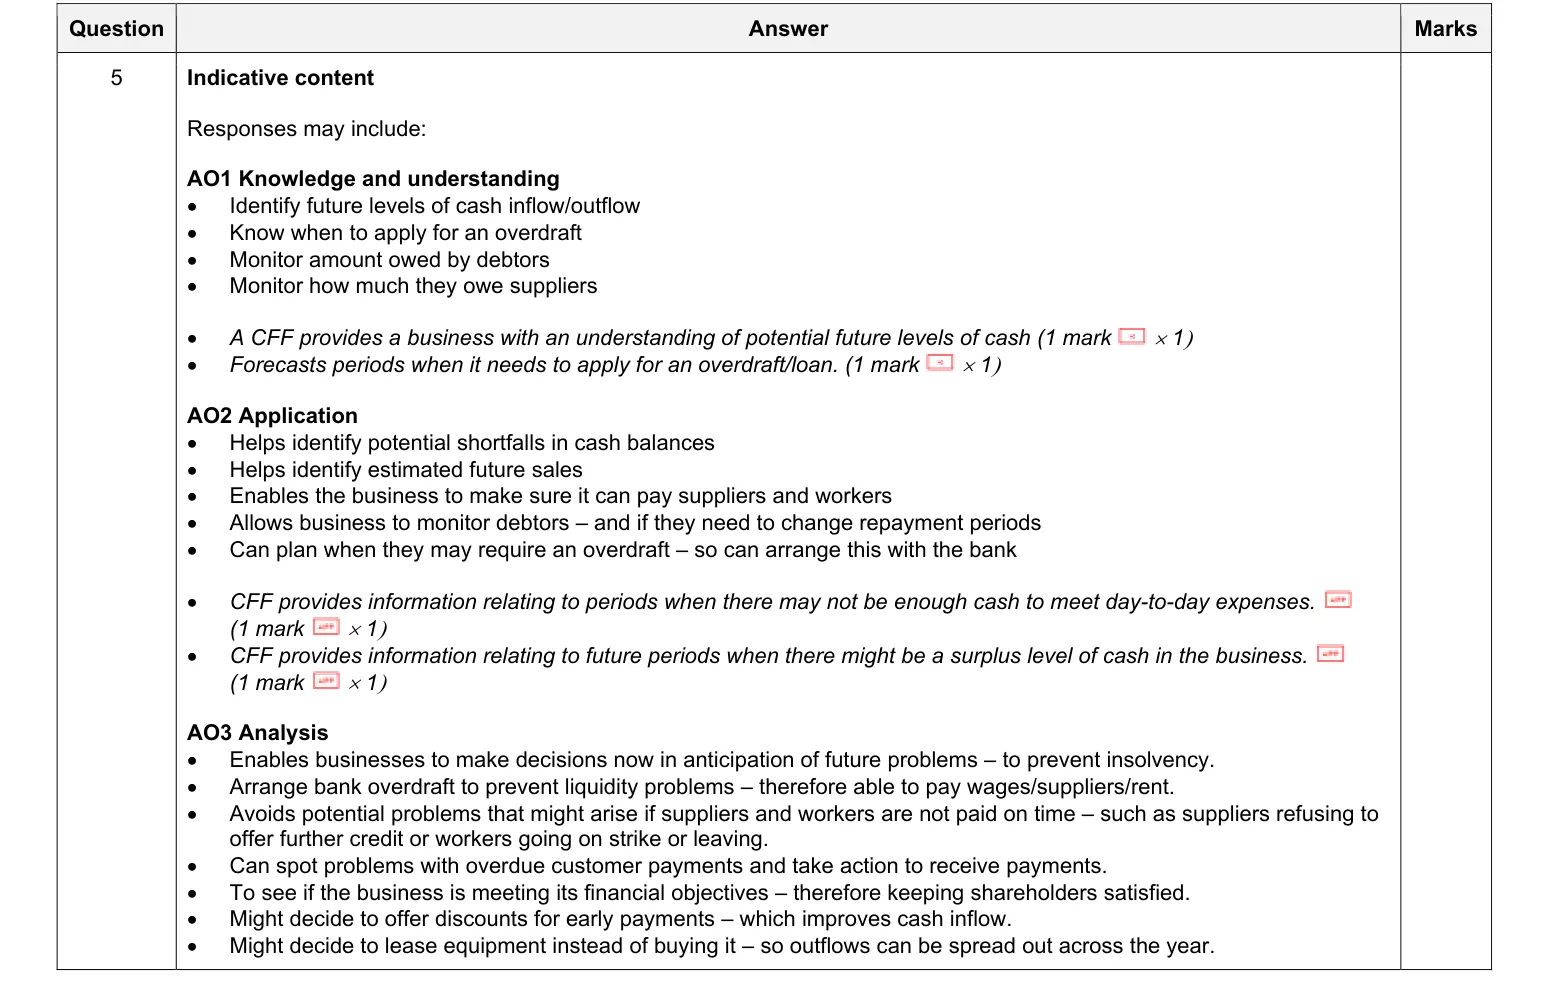 Question Answer Marks
5 Indicative content
Responses may include:
AO1 Knowledge and understanding
• Identify future levels of cash inflow/outflow
• Know when to apply for an overdraft
• Monitor amount owed by debtors
• Monitor how much they owe suppliers
• A CFF provides a business with an understanding of potential future levels of cash (1 mark × 1)
• Forecasts periods when it needs to apply for an overdraft/loan. (1 mark × 1)
AO2 Application
• Helps identify potential shortfalls in cash balances
• Helps identify estimated future sales
• Enables the business to make sure it can pay suppliers and workers
• Allows business to monitor debtors – and if they need to change repayment periods
• Can plan when they may require an overdraft – so can arrange this with the bank
• CFF provides information relating to periods when there may not be enough cash to meet day-to-day expenses.
(1 mark × 1)
• CFF provides information relating to future periods when there might be a surplus level of cash in the business.
(1 mark × 1)
AO3 Analysis
• Enables businesses to make decisions now in anticipation of future problems – to prevent insolvency.
• Arrange bank overdraft to prevent liquidity problems – therefore able to pay wages/suppliers/rent.
• Avoids potential problems that might arise if suppliers and workers are not paid on time – such as suppliers refusing to
offer further credit or workers going on strike or leaving.
• Can spot problems with overdue customer payments and take action to receive payments.
• To see if the business is meeting its financial objectives – therefore keeping shareholders satisfied.
• Might decide to offer discounts for early payments – which improves cash inflow.
• Might decide to lease equipment instead of buying it – so outflows can be spread out across the year.